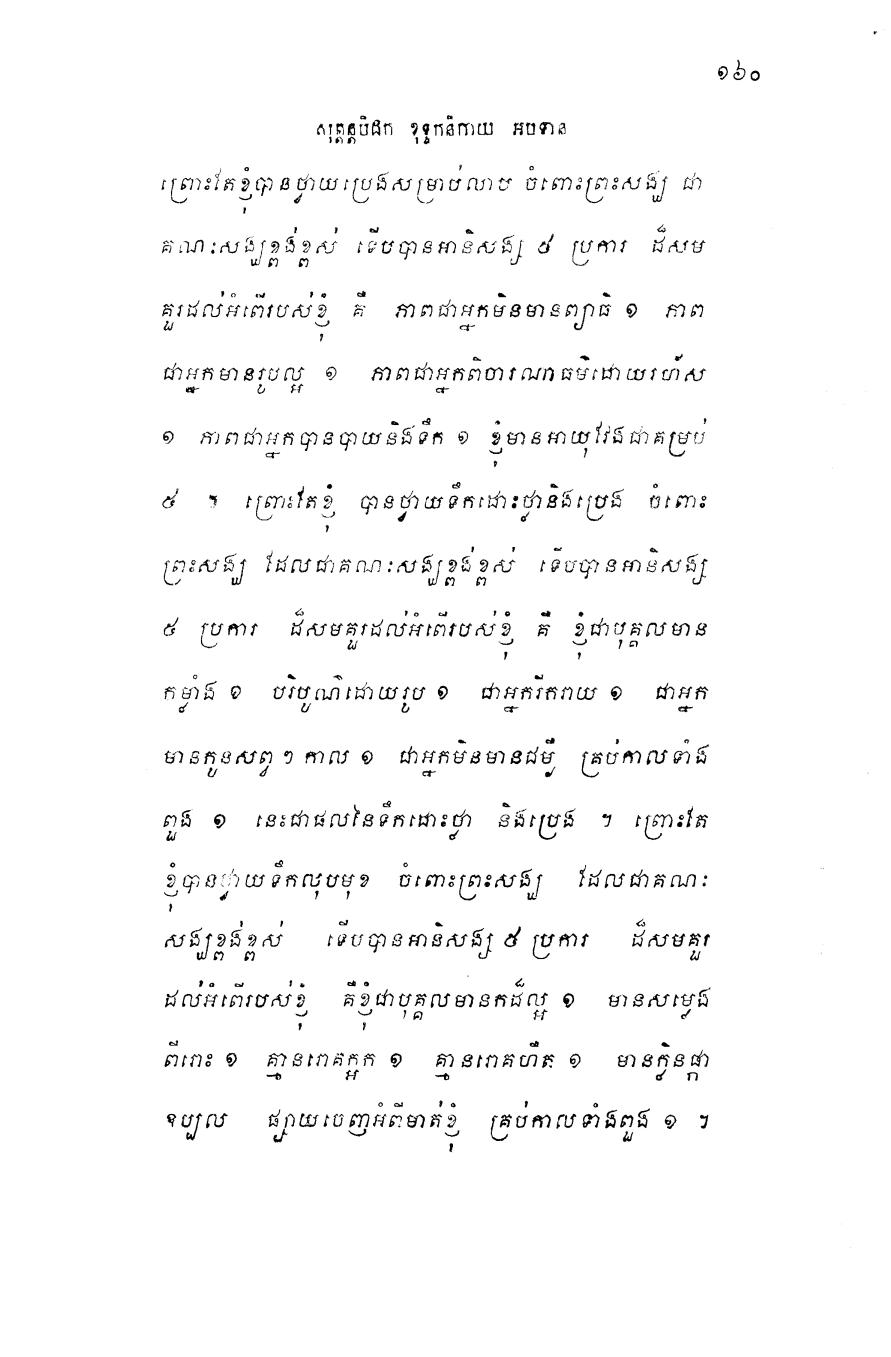 ១៦០
សុត្តន្តបិដក ខុទ្ទកនិកាយ អបទាន
ព្រោះតែខ្ញុំបានថ្វាយប្រេងសម្រាប់លាប ចំពោះព្រះសង្ឃ ជា
គណៈសង្ឃខ្ពង់ខ្ពស់ ទើបបានអានិសង្ស ៥ ប្រការ ដ៏សម
គួរដល់អំពើរបស់ខ្ញុំ គឺ ភាពជាអ្នកមិនមានព្យាធិ ១ ភាព
ជាអ្នកមានរូបល្អ ១ ភាពជាអ្នកពិចារណាធម៌ដោយរហ័ស
១ ភាពជាអ្នកបានបាយនិងទឹក ១ ខ្ញុំមានអាយុវែងជាគម្រប់
៥ ។ ព្រោះតែខ្ញុំ បានថ្វាយទឹកដោះថ្លានិងប្រេង ចំពោះ
ព្រះសង្ឃ ដែលជាគណៈសង្ឃខ្ពង់ខ្ពស់ ទើបបានអានិសង្ស
៥ ប្រការ ដ៏សមគួរដល់អំពើរបស់ខ្ញុំ គឺ ខ្ញុំជាបុគ្គលមាន
កម្លាំង ១ បរិបូណ៌ដោយរូប ១ ជាអ្នករីករាយ ១ ជាអ្នក
មានកូនសព្វ ៗ កាល ១ ជាអ្នកមិនមានជម្ងឺ គ្រប់កាលទាំង
ពួង ១ នេះជាផលនៃទឹកដោះថ្លា និងប្រេង ។ ព្រោះតែ
ខ្ញុំបានថ្វាយទឹកលុបមុខ ចំពោះព្រះសង្ឃ ដែលជាគណៈ
សង្ឃខ្ពង់ខ្ពស់ ទើបបានអានិសង្ស ៥ ប្រការ ដ៏សមគួរ
ដល់អំពើរបស់ខ្ញុំ គឺខ្ញុំជាបុគ្គលមានកដ៏ល្អ ១ មានសម្លេង
ពីរោះ ១ គ្មានរោគក្អក ១ គ្មានរោគហឺត ១ មានក្លិនផ្កា
ឧប្បល ផ្សាយចេញអំពីមាត់ខ្ញុំ គ្រប់កាលទាំងពួង ១ ។